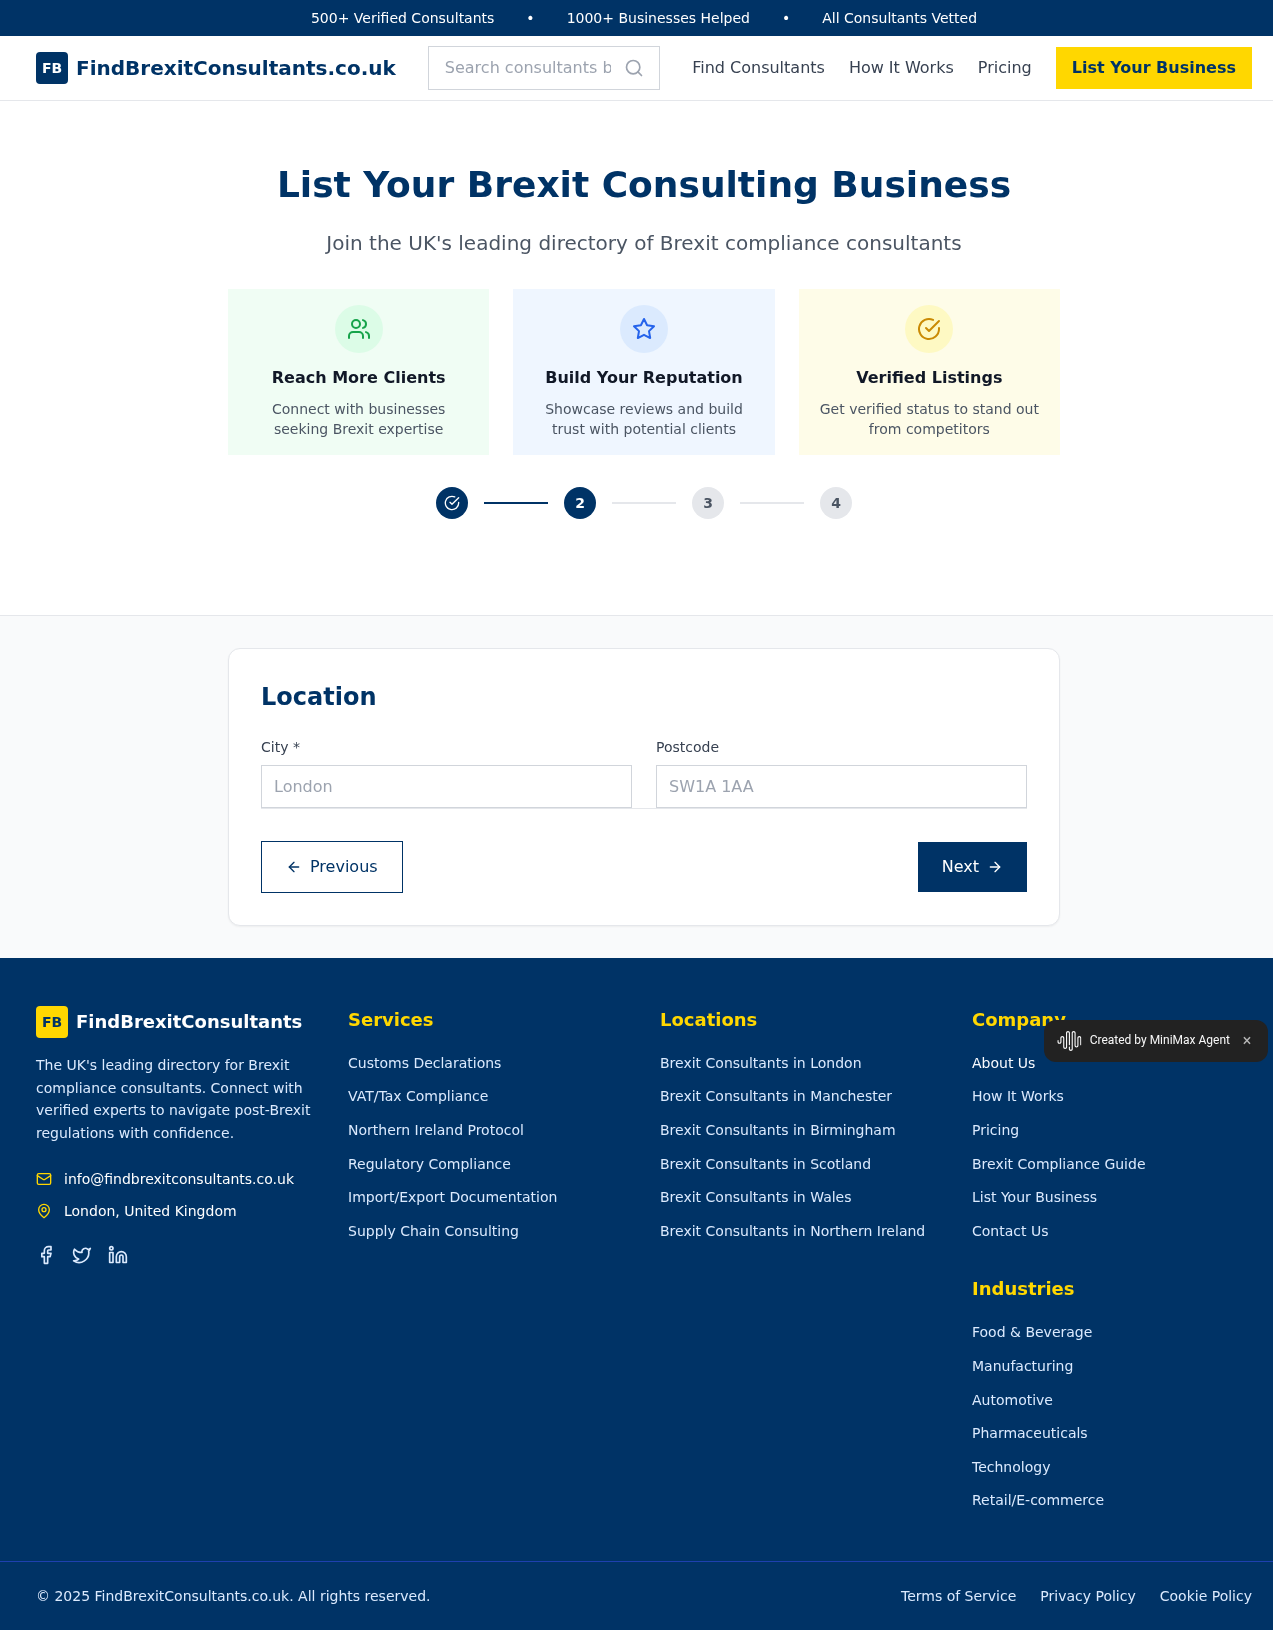 500+ Verified Consultants • 1000+ Businesses Helped • All Consultants Vetted
FB FindBrexitConsultants.co.uk
Search consultants b
Find Consultants
How It Works
Pricing
List Your Business
List Your Brexit Consulting Business
Join the UK's leading directory of Brexit compliance consultants
Reach More Clients
Connect with businesses
seeking Brexit expertise
Build Your Reputation
Showcase reviews and build
trust with potential clients
Verified Listings
Get verified status to stand out
from competitors
2
3
4
Location
City *
London
Postcode
SW1A 1AA
Previous
Next
FB FindBrexitConsultants
The UK's leading directory for Brexit
compliance consultants. Connect with
verified experts to navigate post-Brexit
regulations with confidence.
info@findbrexitconsultants.co.uk
London, United Kingdom
Services
Customs Declarations
VAT/Tax Compliance
Northern Ireland Protocol
Regulatory Compliance
Import/Export Documentation
Supply Chain Consulting
Locations
Brexit Consultants in London
Brexit Consultants in Manchester
Brexit Consultants in Birmingham
Brexit Consultants in Scotland
Brexit Consultants in Wales
Brexit Consultants in Northern Ireland
Company
Created by MiniMax Agent ×
About Us
How It Works
Pricing
Brexit Compliance Guide
List Your Business
Contact Us
Industries
Food & Beverage
Manufacturing
Automotive
Pharmaceuticals
Technology
Retail/E-commerce
© 2025 FindBrexitConsultants.co.uk. All rights reserved.
Terms of Service
Privacy Policy
Cookie Policy